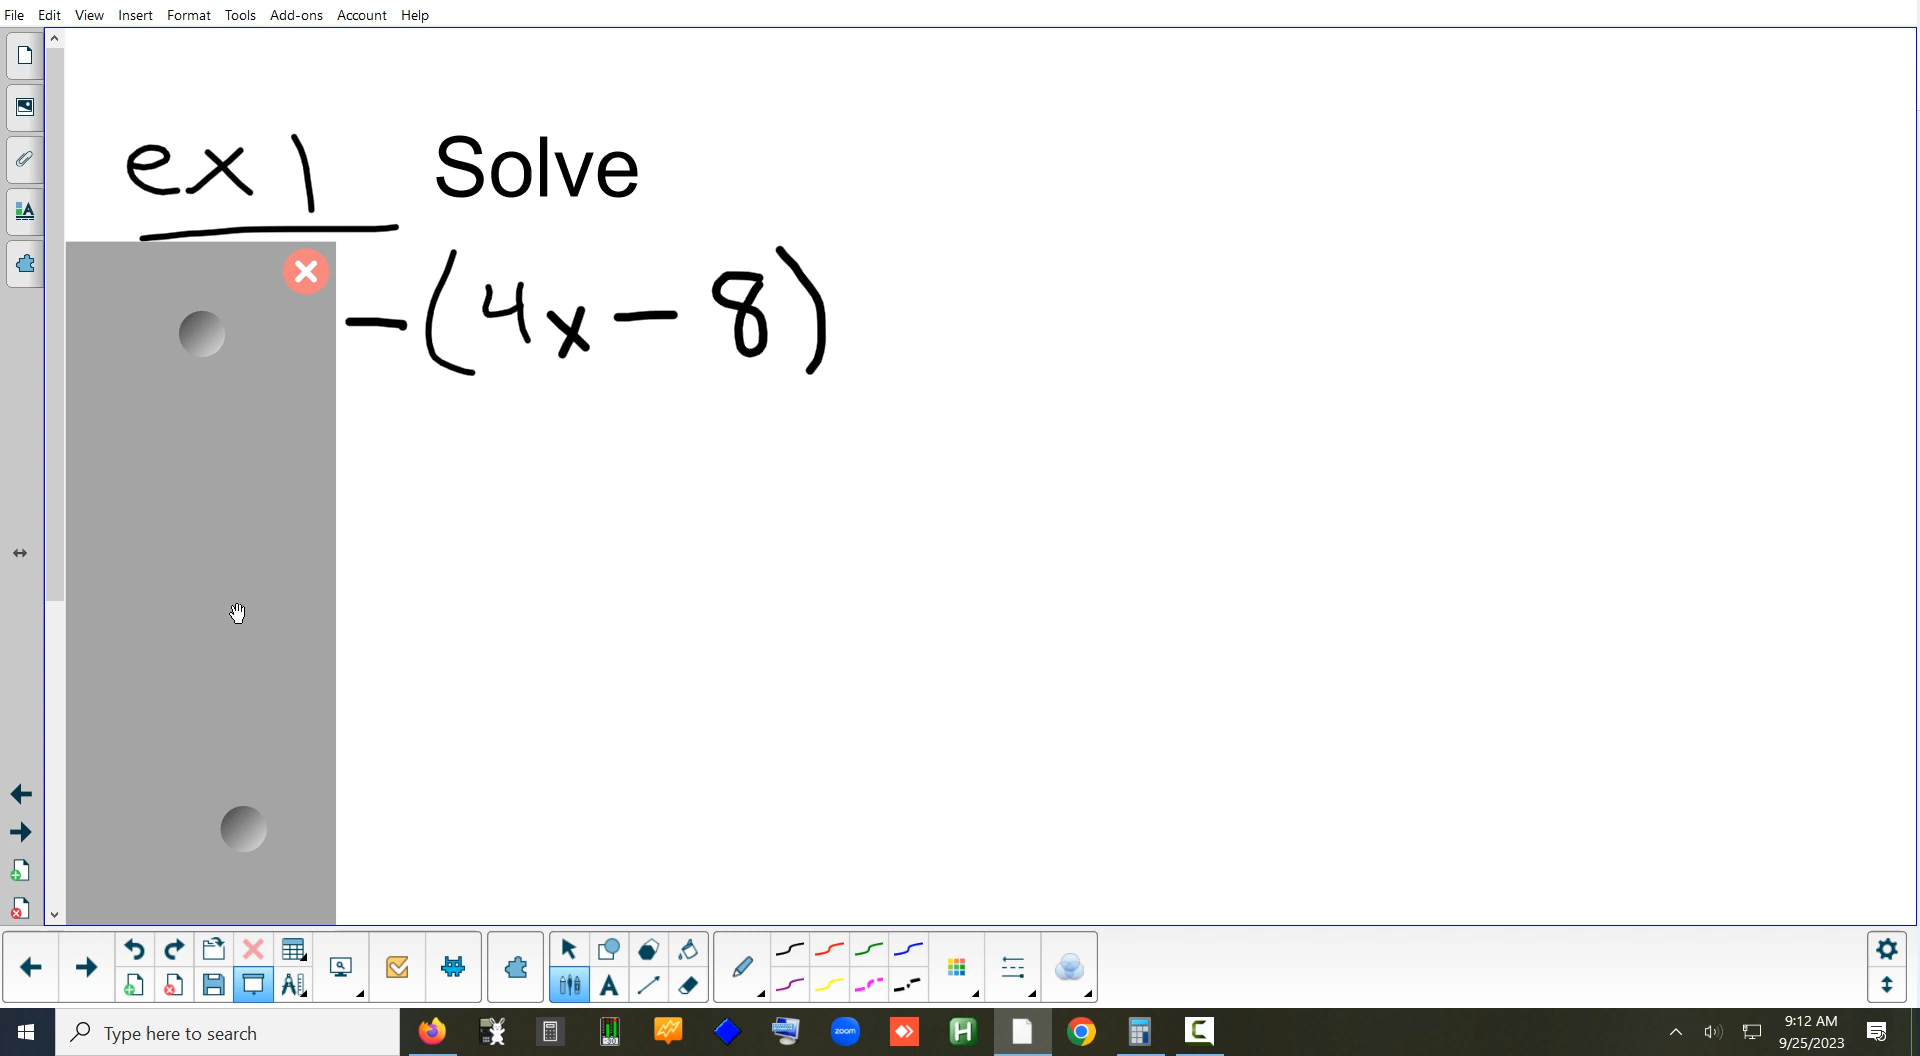 File Edit View Insert Format Tools Add-ons Account Help
ex 1 Solve
-(4x - 8)
Type here to search
zoom
9:12 AM
9/25/2023